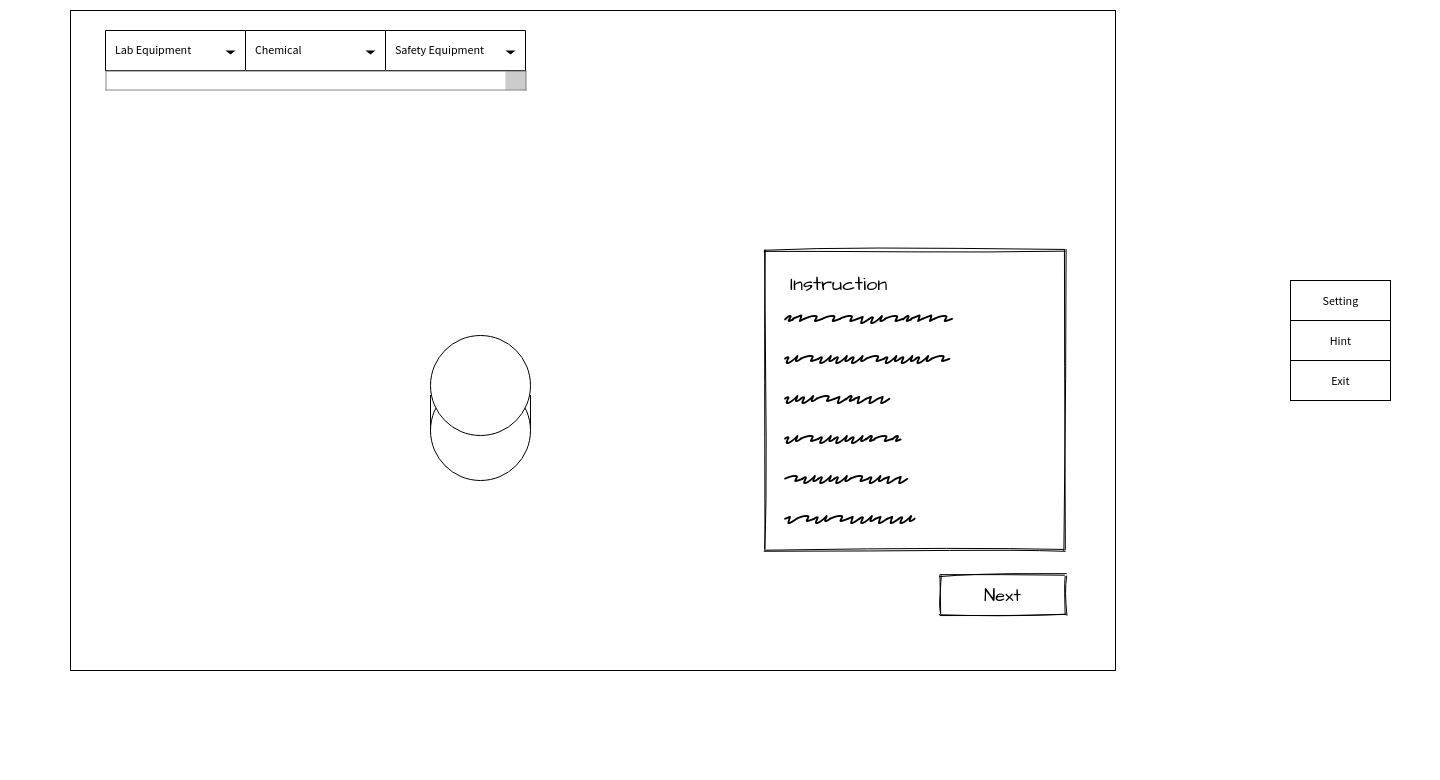 Lab Equipment
Chemical
Safety Equipment
Instruction
Next
Setting
Hint
Exit